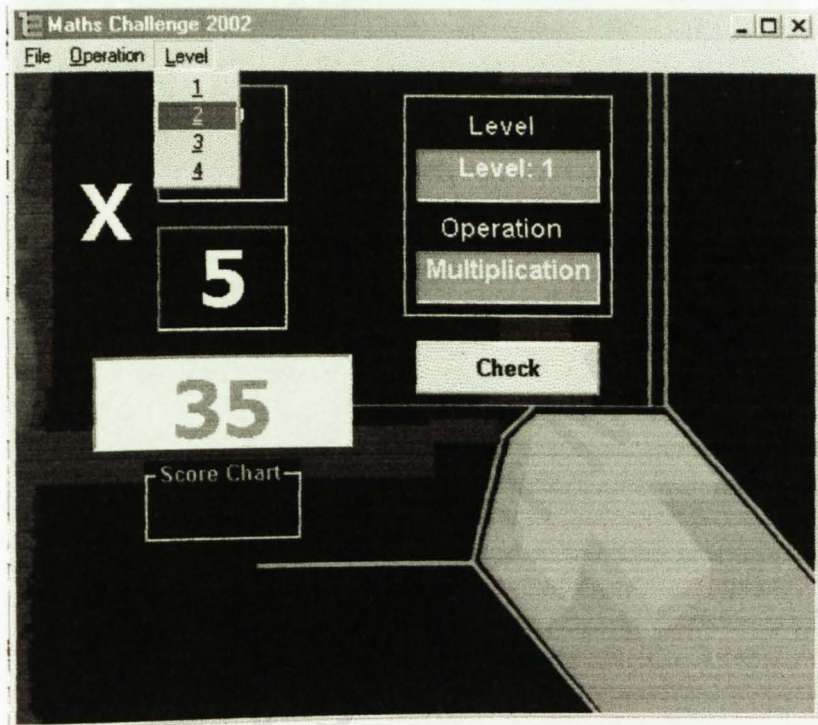 Maths Challenge 2002
File Operation Level
1
2
3
4
Level
Level: 1
X
Operation
5
Multiplication
Check
35
Score Chart